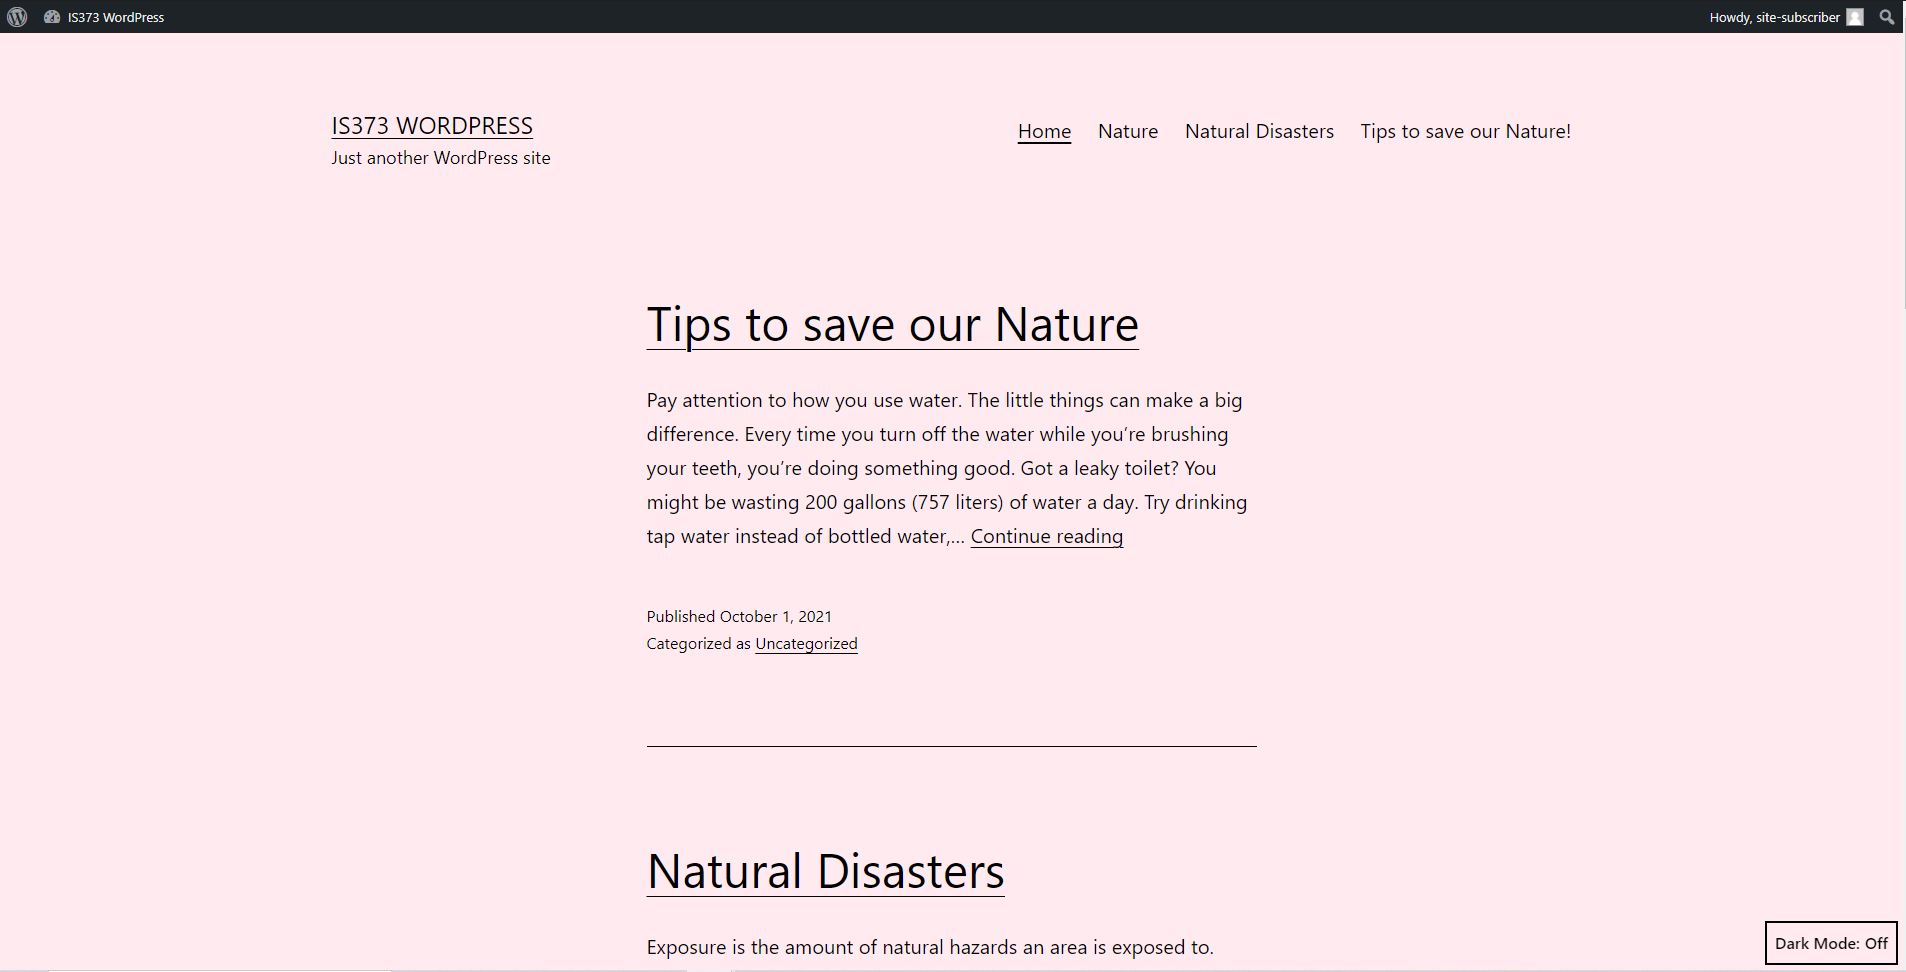 IS373 WordPress
Howdy, site-subscriber
IS373 WORDPRESS
Just another WordPress site
Home Nature Natural Disasters Tips to save our Nature!
Tips to save our Nature
Pay attention to how you use water. The little things can make a big
difference. Every time you turn off the water while you’re brushing
your teeth, you’re doing something good. Got a leaky toilet? You
might be wasting 200 gallons (757 liters) of water a day. Try drinking
tap water instead of bottled water,… Continue reading
Published October 1, 2021
Categorized as Uncategorized
Natural Disasters
Exposure is the amount of natural hazards an area is exposed to.
Dark Mode: Off